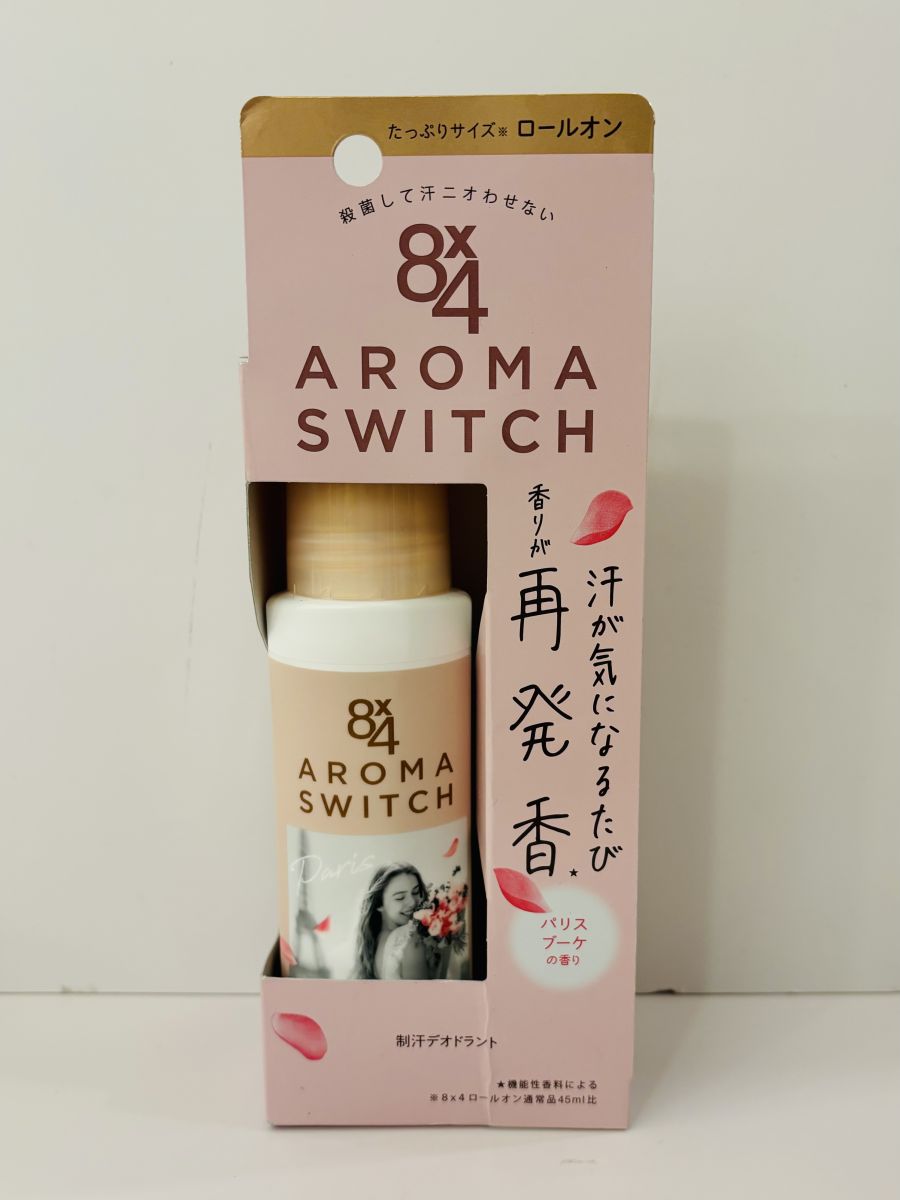 たっぷりサイズ※ ロールオン
殺菌して汗ニオわせない
8x4
AROMA
SWITCH
汗が気になるたび
香りが再発香★
8x4
AROMA
SWITCH
Paris
パリス
ブーケ
の香り
制汗デオドラント
★機能性香料による
※8x4ロールオン通常品45ml比